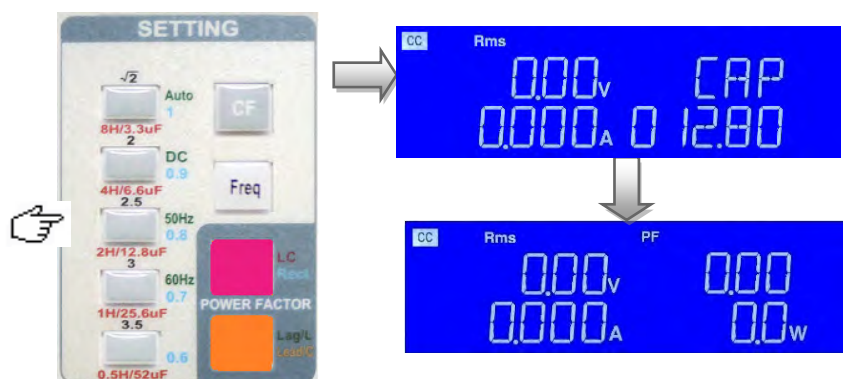 SETTING
√2
Auto
1
CF
8H/3.3uF
2
DC
0.9
4H/6.6uF
2.5
Freq
50Hz
0.8
2H/12.8uF
3
LC
Rect
60Hz
0.7
POWER FACTOR
1H/25.6uF
3.5
Lag/L
Lead/C
0.6
0.5H/52uF
CC Rms
0.00V CAP
0.000A 0 12.80
CC Rms PF
0.00V 0.00
0.000A 0.0W